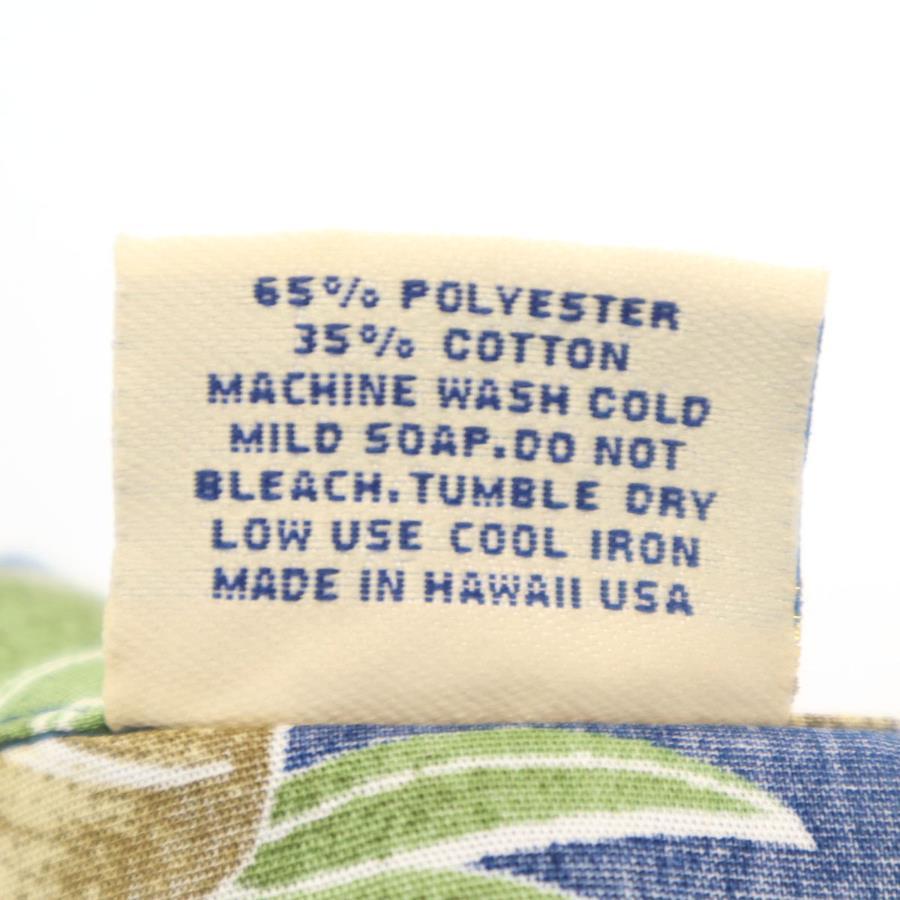 65% POLYESTER
35% COTTON
MACHINE WASH COLD
MILD SOAP.DO NOT
BLEACH.TUMBLE DRY
LOW USE COOL IRON
MADE IN HAWAII USA